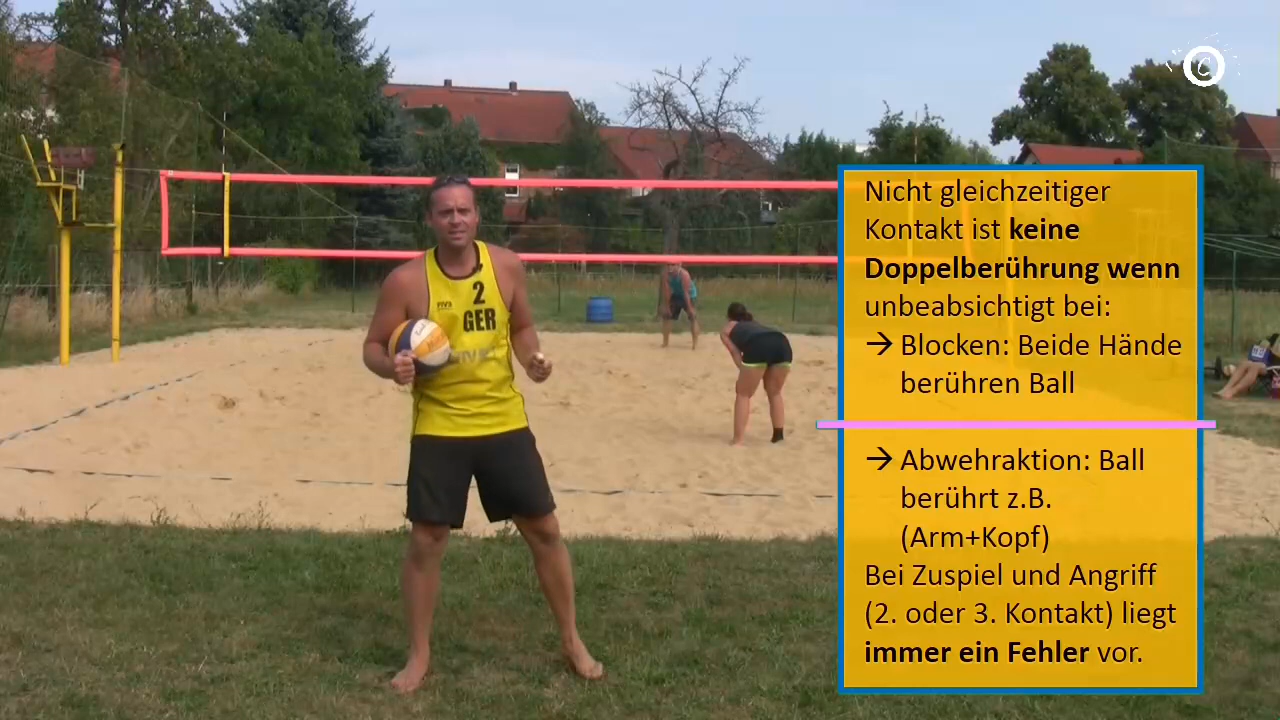 Nicht gleichzeitiger
Kontakt ist keine
Doppelberührung wenn
unbeabsichtigt bei:
→ Blocken: Beide Hände
berühren Ball
→ Abwehraktion: Ball
berührt z.B.
(Arm+Kopf)
Bei Zuspiel und Angriff
(2. oder 3. Kontakt) liegt
immer ein Fehler vor.
2
GER